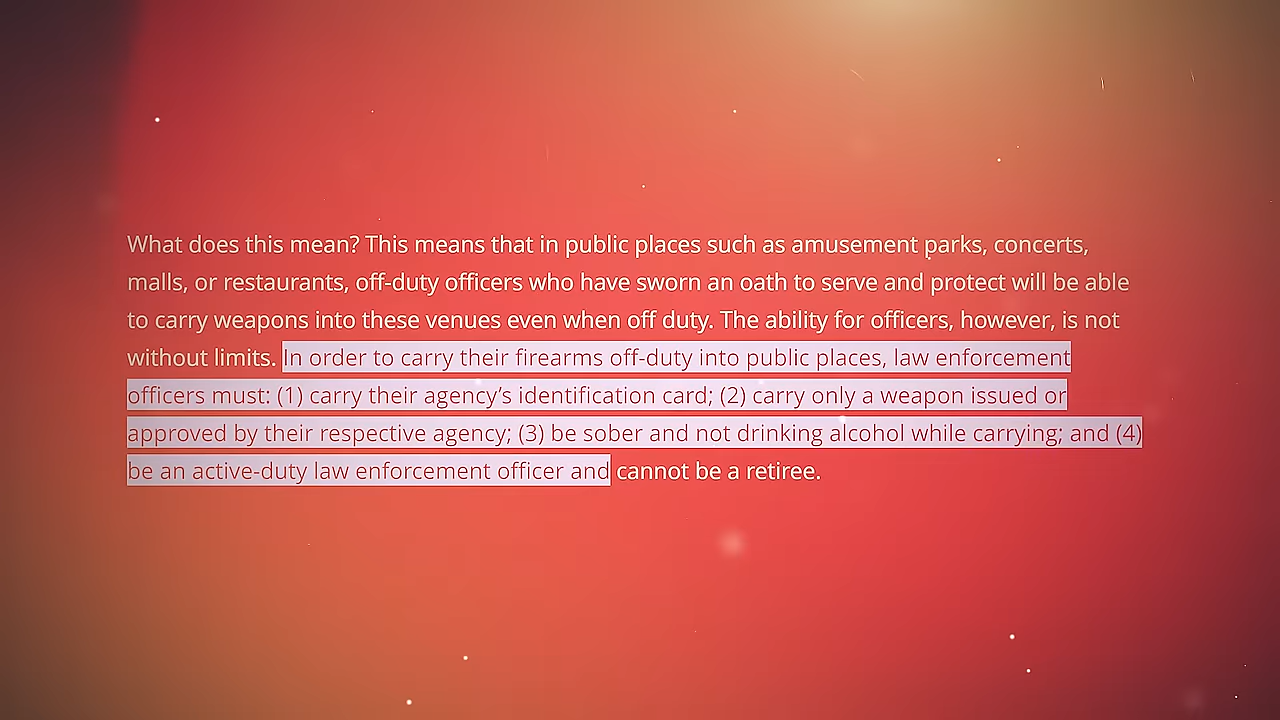 What does this mean? This means that in public places such as amusement parks, concerts,
malls, or restaurants, off-duty officers who have sworn an oath to serve and protect will be able
to carry weapons into these venues even when off duty. The ability for officers, however, is not
without limits. In order to carry their firearms off-duty into public places, law enforcement
officers must: (1) carry their agency’s identification card; (2) carry only a weapon issued or
approved by their respective agency; (3) be sober and not drinking alcohol while carrying; and (4)
be an active-duty law enforcement officer and cannot be a retiree.